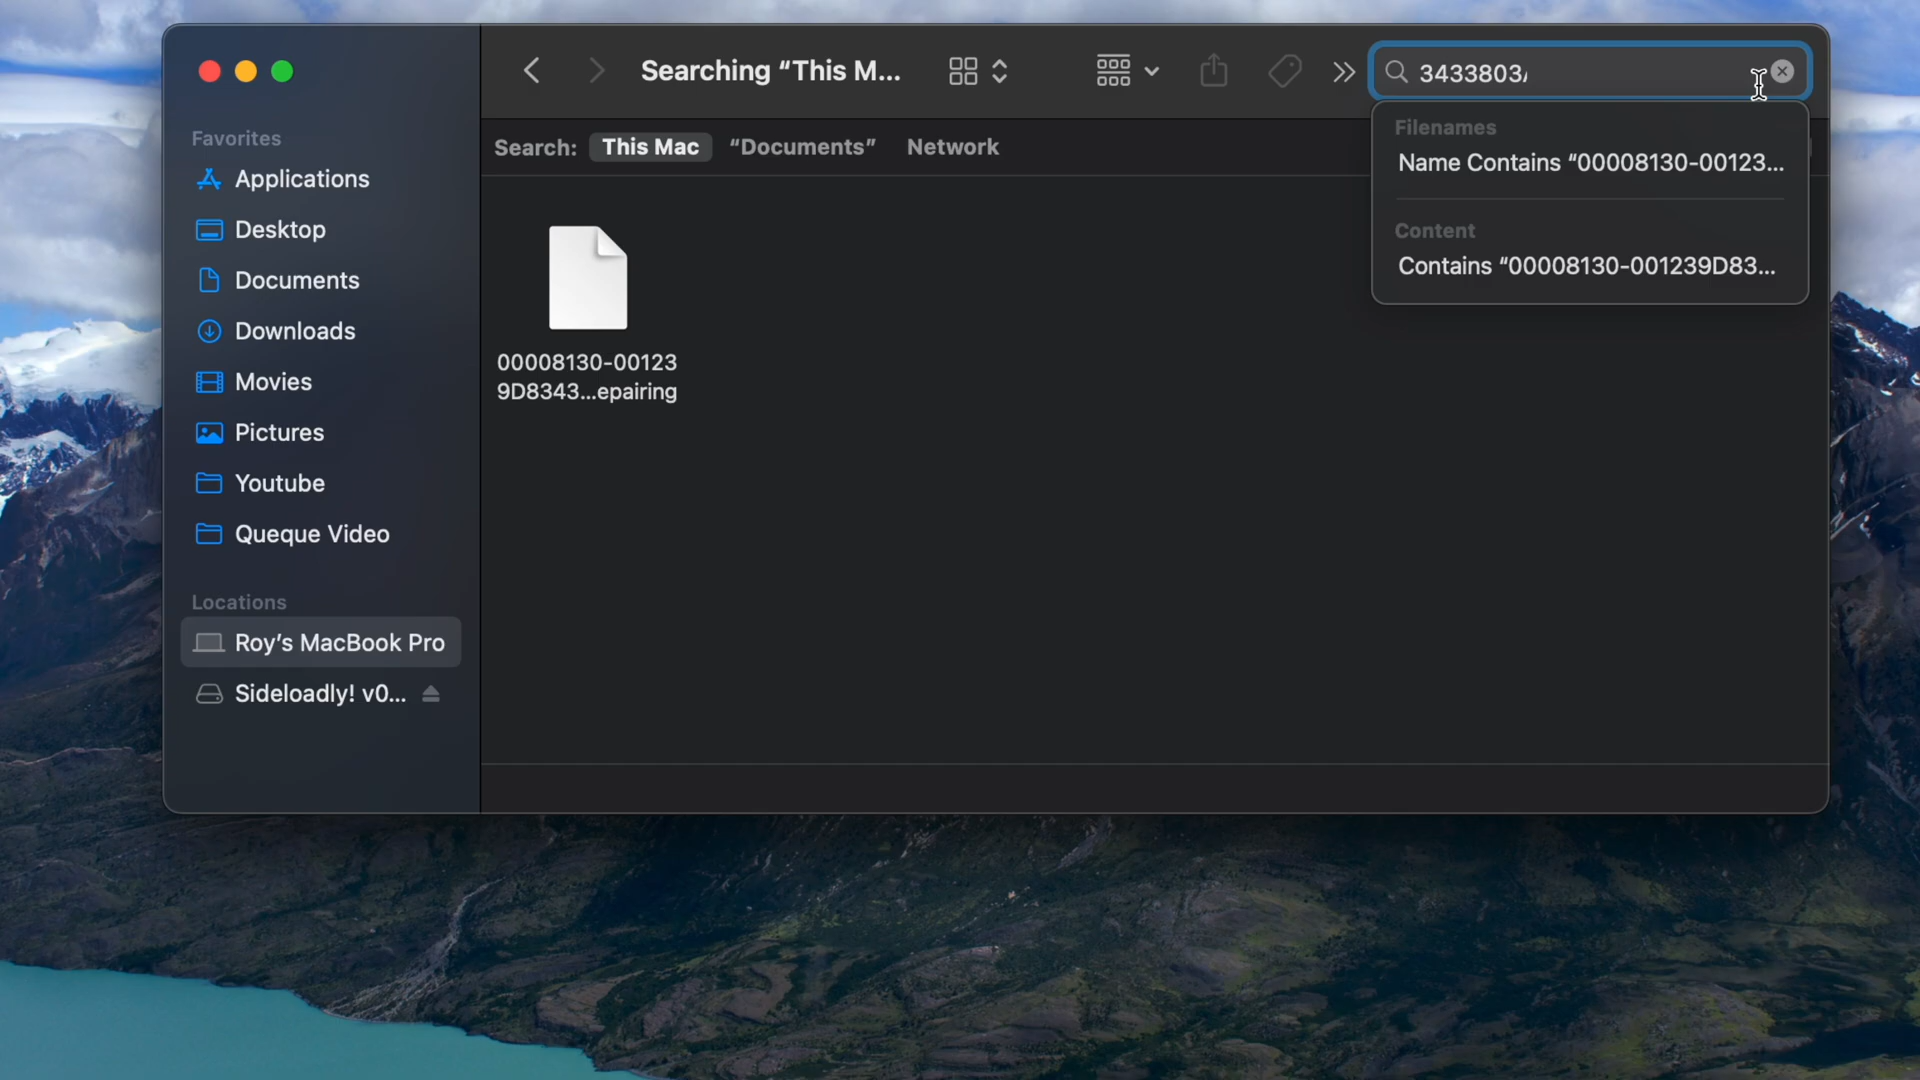 Searching “This M...
3433803
Search: This Mac “Documents” Network
Filenames
Name Contains “00008130-00123...
Content
Contains “00008130-001239D83...
Favorites
Applications
Desktop
Documents
Downloads
Movies
Pictures
Youtube
Queque Video
Locations
Roy’s MacBook Pro
Sideloadly! v0...
00008130-00123
9D8343...epairing